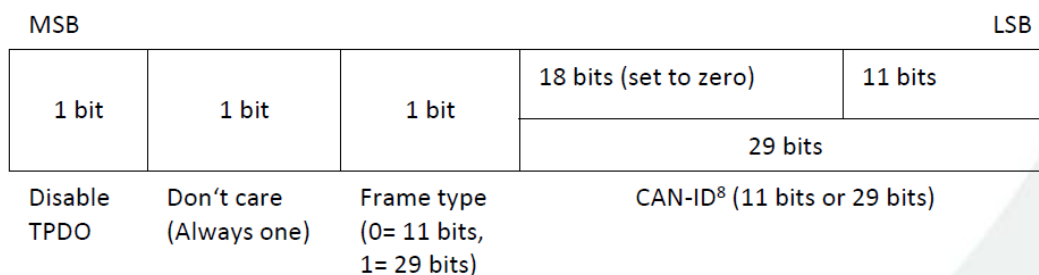 MSB LSB
1 bit 1 bit 1 bit 18 bits (set to zero) 11 bits
29 bits
Disable TPDO
Don‘t care (Always one)
Frame type (0= 11 bits, 1= 29 bits)
CAN-ID⁸ (11 bits or 29 bits)